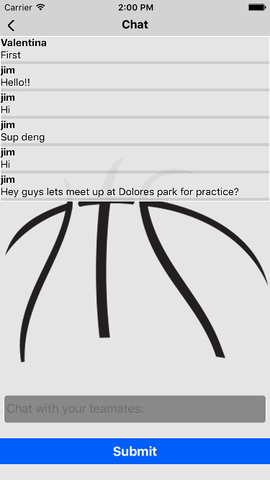 Carrier 2:00 PM
Chat
Valentina
First
jim
Hello!!
jim
Hi
jim
Sup deng
jim
Hi
jim
Hey guys lets meet up at Dolores park for practice?
Chat with your teamates:
Submit